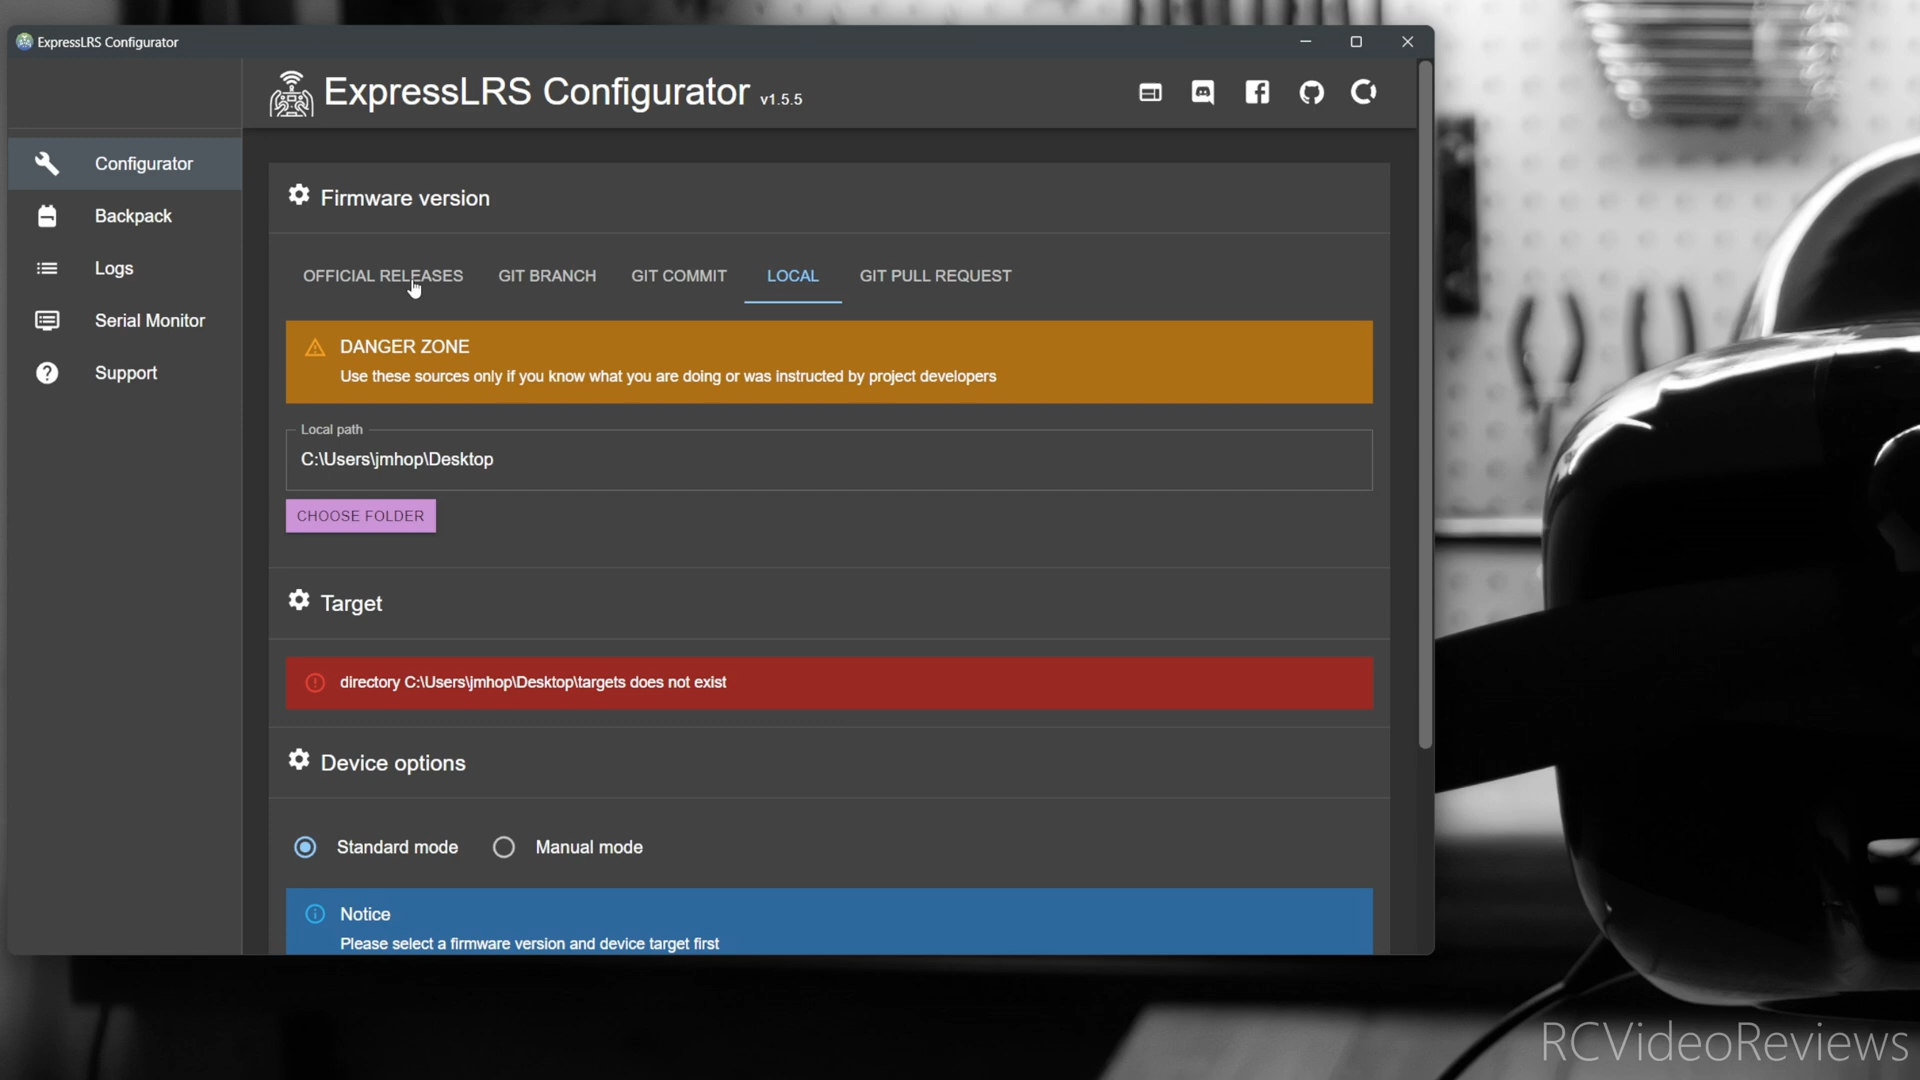 ExpressLRS Configurator
ExpressLRS Configurator v1.5.5
Configurator
Backpack
Logs
Serial Monitor
Support
Firmware version
OFFICIAL RELEASES GIT BRANCH GIT COMMIT LOCAL GIT PULL REQUEST
DANGER ZONE
Use these sources only if you know what you are doing or was instructed by project developers
Local path
C:\Users\jmhop\Desktop
CHOOSE FOLDER
Target
directory C:\Users\jmhop\Desktop\targets does not exist
Device options
Standard mode Manual mode
Notice
Please select a firmware version and device target first
RCVideoReviews